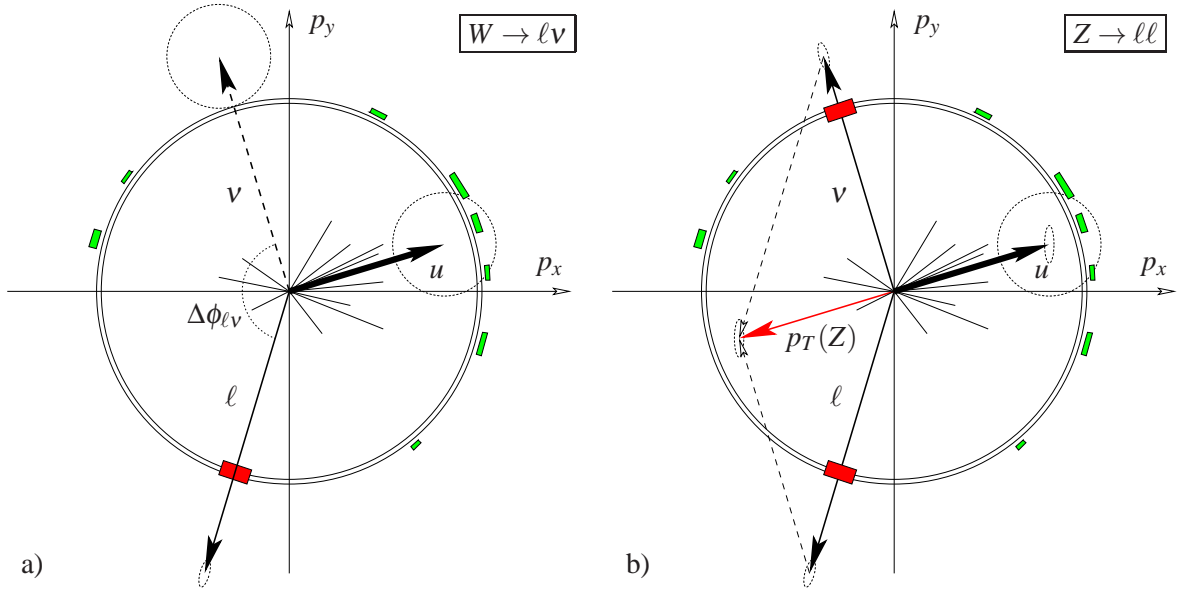 p_y
W → ℓν
ν
u
p_x
Δϕ_ℓν
ℓ
a)
p_y
Z → ℓℓ
ν
u
p_x
p_T(Z)
ℓ
b)